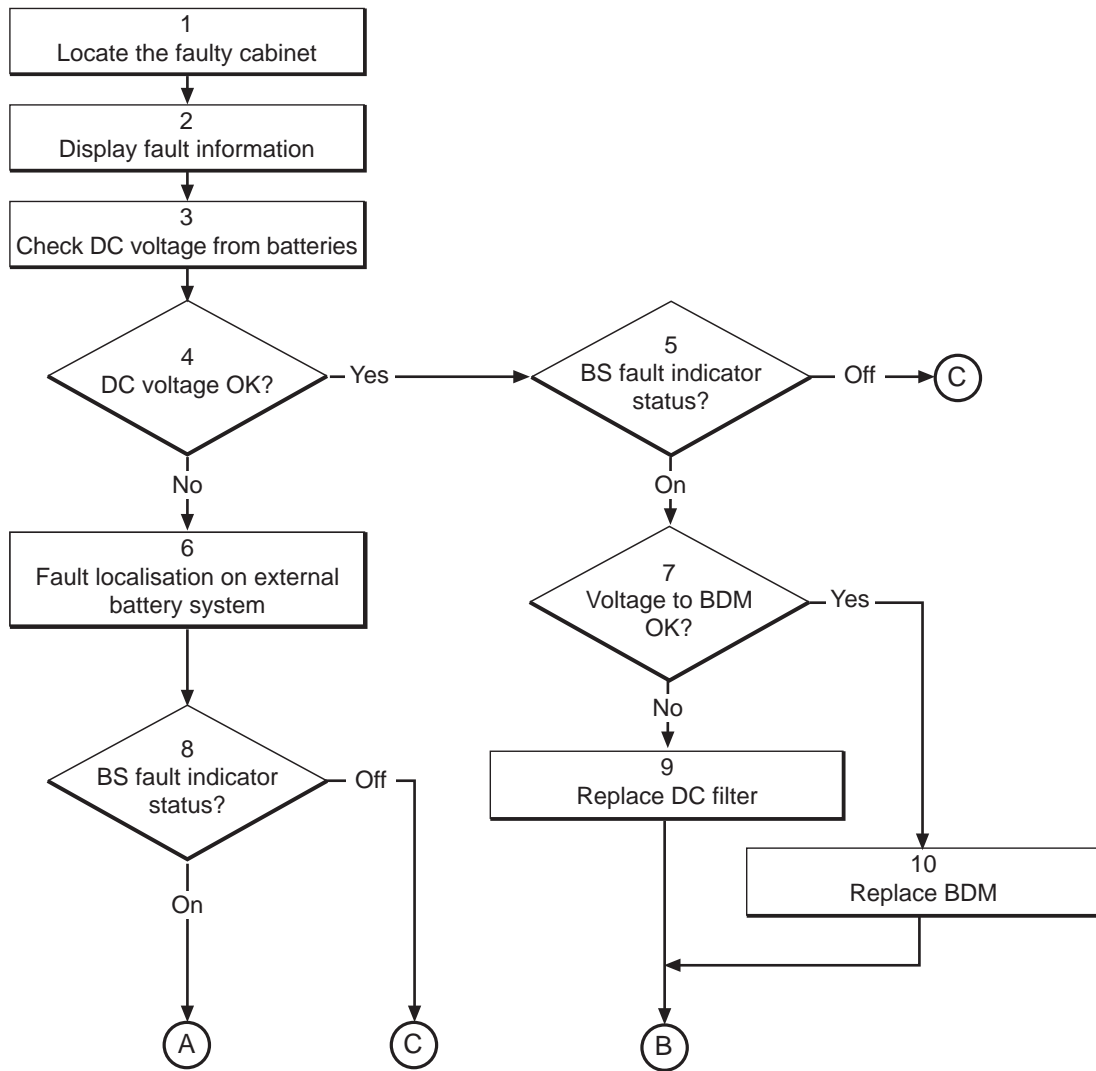 1
Locate the faulty cabinet
2
Display fault information
3
Check DC voltage from batteries
4
DC voltage OK?
Yes
5
BS fault indicator
status?
Off
C
No
On
6
Fault localisation on external
battery system
7
Voltage to BDM
OK?
Yes
No
8
BS fault indicator
status?
Off
9
Replace DC filter
10
Replace BDM
On
A
C
B